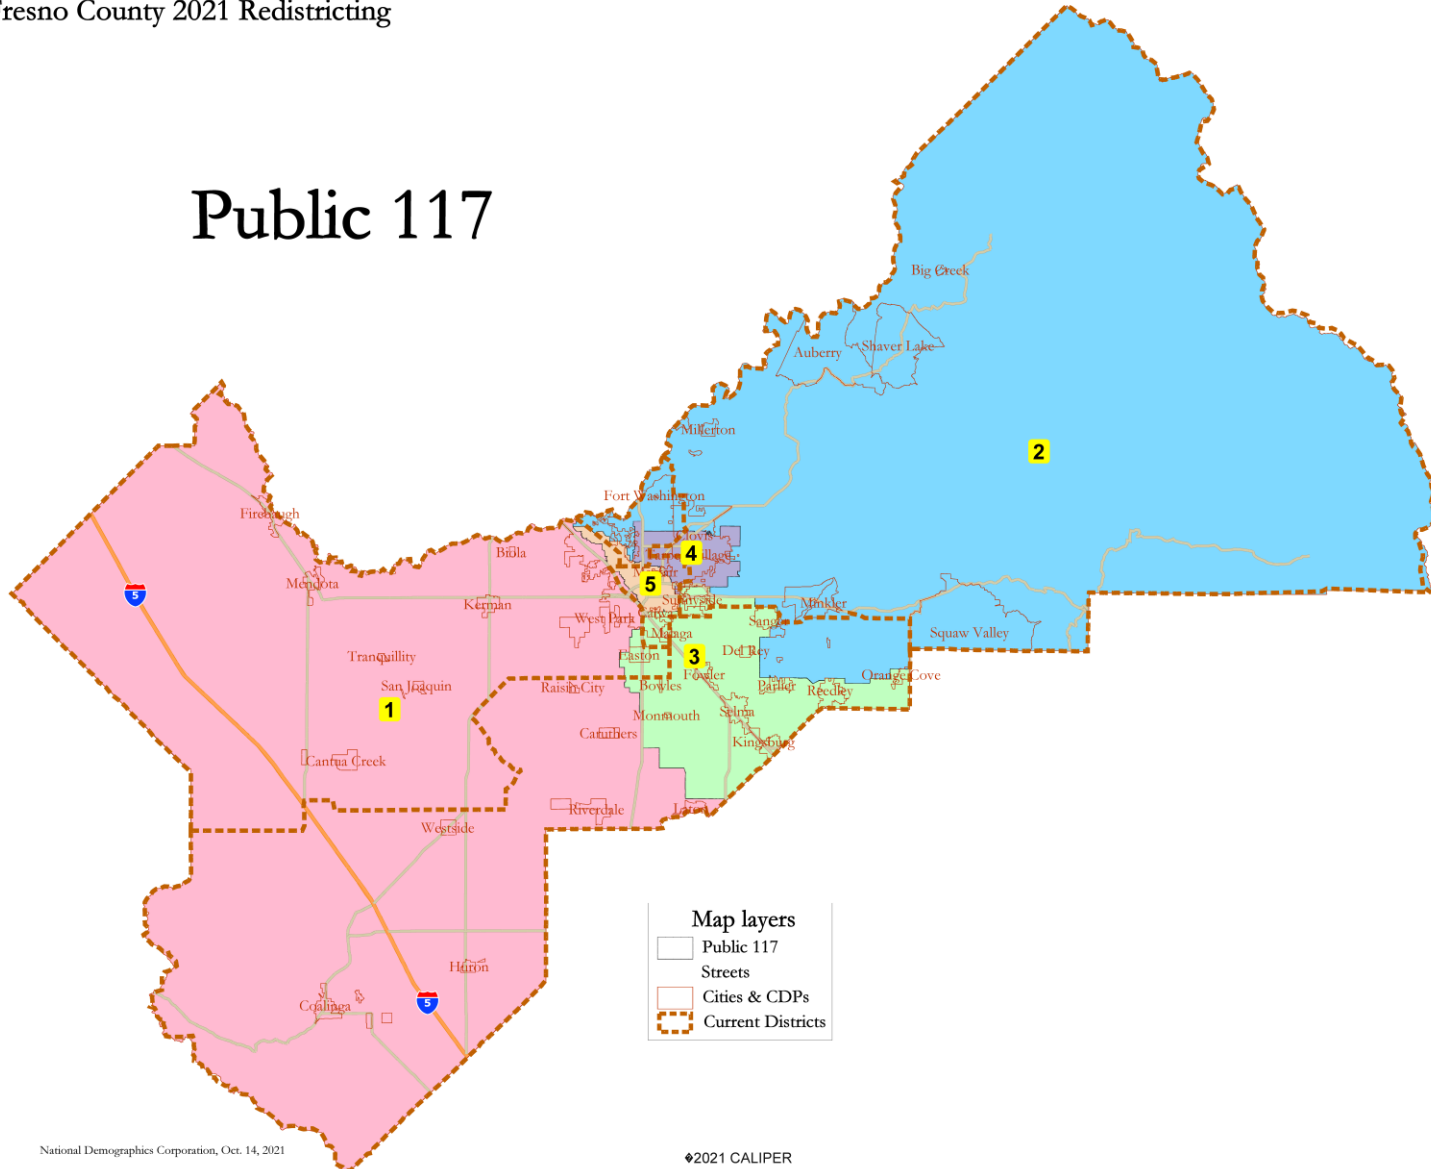 resno County 2021 Redistricting
Public 117
Big Creek
Auberry
Shaver Lake
Millerton
2
Fort Washington
Firebaugh
Clovis
Biola
4
Mendota
5
5
Kerman
Sunnyside
Minkler
West Park
Calwa
Sanger
Malaga
Squaw Valley
Tranquillity
Easton
3
Del Rey
San Joaquin
Raisin City
Bowles
Fowler
Parlier
Reedley
Orange Cove
1
Monmouth
Selma
Caruthers
Kingsburg
Cantua Creek
Riverdale
Laton
Westside
Huron
Coalinga
5
Map layers
Public 117
Streets
Cities & CDPs
Current Districts
National Demographics Corporation, Oct. 14, 2021
�2021 CALIPER